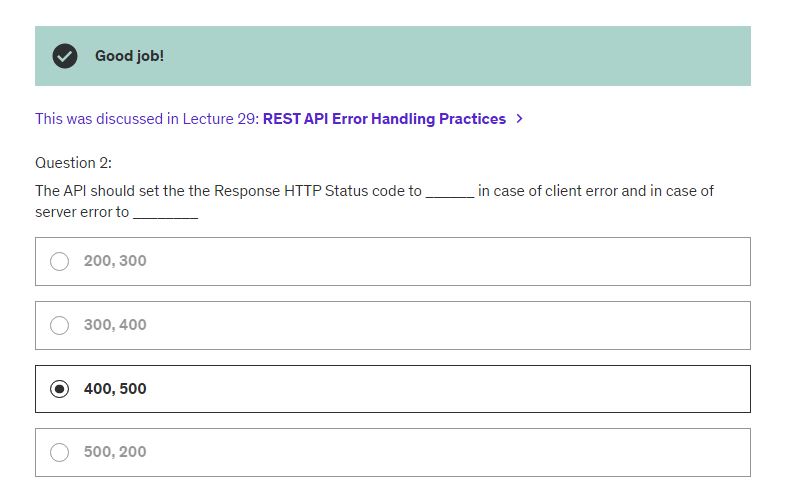 Good job!
This was discussed in Lecture 29: REST API Error Handling Practices >
Question 2:
The API should set the the Response HTTP Status code to ______ in case of client error and in case of
server error to ________
200, 300
300, 400
400, 500
500, 200